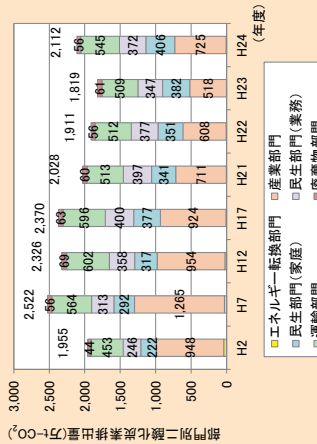 部門別二酸化炭素排出量(万t-CO₂)
3,000
2,500
2,000
1,500
1,000
500
0
1,955 2,522 2,326 2,370 2,028 1,911 1,819 2,112
44 56 69 63 60 56 61 56
453 564 602 596 513 512 509 545
246 313 358 400 397 377 347 372
222 292 317 377 341 351 382 406
948 1,265 954 924 711 608 518 725
H2 H7 H12 H17 H21 H22 H23 H24
(年度)
エネルギー転換部門 産業部門
民生部門(家庭) 民生部門(業務)
運輸部門 廃棄物部門